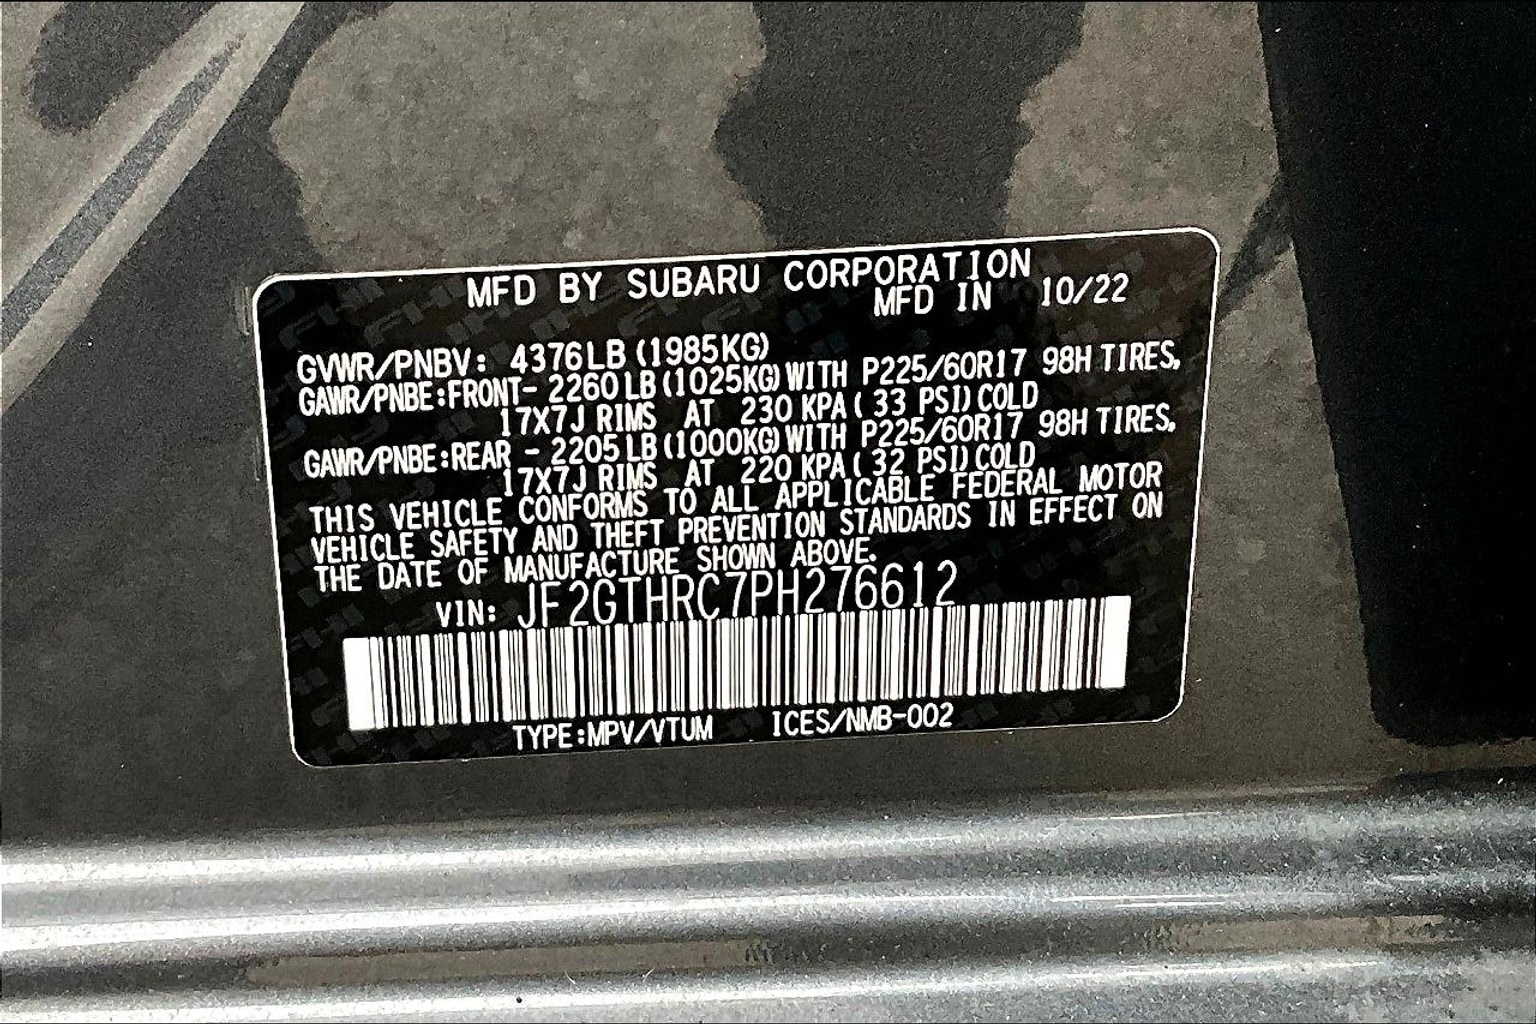 MFD BY SUBARU CORPORATION
MFD IN 10/22
GVWR/PNBV: 4376LB (1985KG)
GAWR/PNBE:FRONT- 2260LB (1025KG) WITH P225/60R17 98H TIRES,
17X7J RIMS AT 230 KPA ( 33 PSI) COLD
GAWR/PNBE:REAR - 2205LB (1000KG) WITH P225/60R17 98H TIRES,
17X7J RIMS AT 220 KPA ( 32 PSI) COLD
THIS VEHICLE CONFORMS TO ALL APPLICABLE FEDERAL MOTOR
VEHICLE SAFETY AND THEFT PREVENTION STANDARDS IN EFFECT ON
THE DATE OF MANUFACTURE SHOWN ABOVE.
VIN: JF2GTHRC7PH276612
TYPE:MPV/VTUM ICES/NMB-002